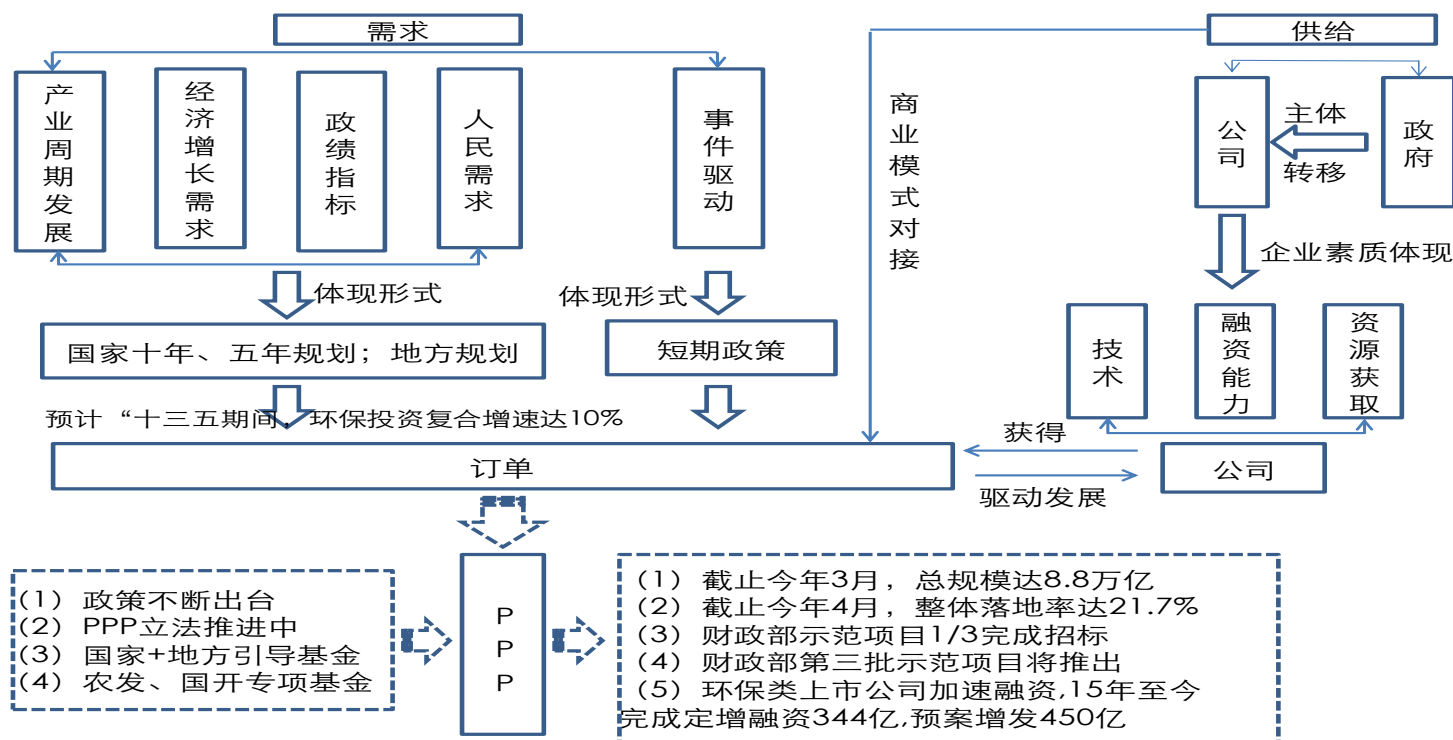 需求
供给
产业周期发展
经济增长需求
政绩指标
人民需求
事件驱动
商业模式对接
公司
主体
转移
政府
体现形式
体现形式
企业素质体现
国家十年、五年规划；地方规划
短期政策
技术
融资能力
资源获取
预计“十三五期间，环保投资复合增速达10%
订单
获得
驱动发展
公司
(1) 政策不断出台
(2) PPP立法推进中
(3) 国家+地方引导基金
(4) 农发、国开专项基金
PPP
(1) 截止今年3月，总规模达8.8万亿
(2) 截止今年4月，整体落地率达21.7%
(3) 财政部示范项目1/3完成招标
(4) 财政部第三批示范项目将推出
(5) 环保类上市公司加速融资,15年至今
完成定增融资344亿,预案增发450亿